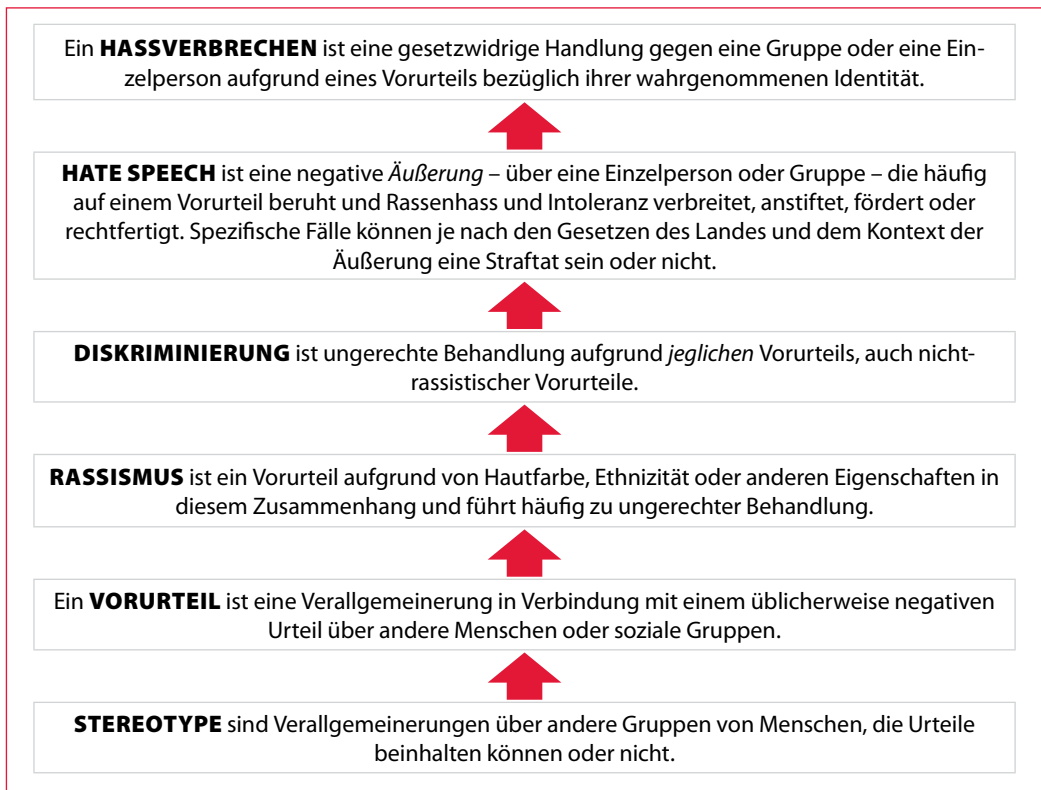 Ein HASSVERBRECHEN ist eine gesetzwidrige Handlung gegen eine Gruppe oder eine Ein-
zelperson aufgrund eines Vorurteils bezüglich ihrer wahrgenommenen Identität.
HATE SPEECH ist eine negative Äußerung – über eine Einzelperson oder Gruppe – die häufig
auf einem Vorurteil beruht und Rassenhass und Intoleranz verbreitet, anstiftet, fördert oder
rechtfertigt. Spezifische Fälle können je nach den Gesetzen des Landes und dem Kontext der
Äußerung eine Straftat sein oder nicht.
DISKRIMINIERUNG ist ungerechte Behandlung aufgrund jeglichen Vorurteils, auch nicht-
rassistischer Vorurteile.
RASSISMUS ist ein Vorurteil aufgrund von Hautfarbe, Ethnizität oder anderen Eigenschaften in
diesem Zusammenhang und führt häufig zu ungerechter Behandlung.
Ein VORURTEIL ist eine Verallgemeinerung in Verbindung mit einem üblicherweise negativen
Urteil über andere Menschen oder soziale Gruppen.
STEREOTYPE sind Verallgemeinerungen über andere Gruppen von Menschen, die Urteile
beinhalten können oder nicht.